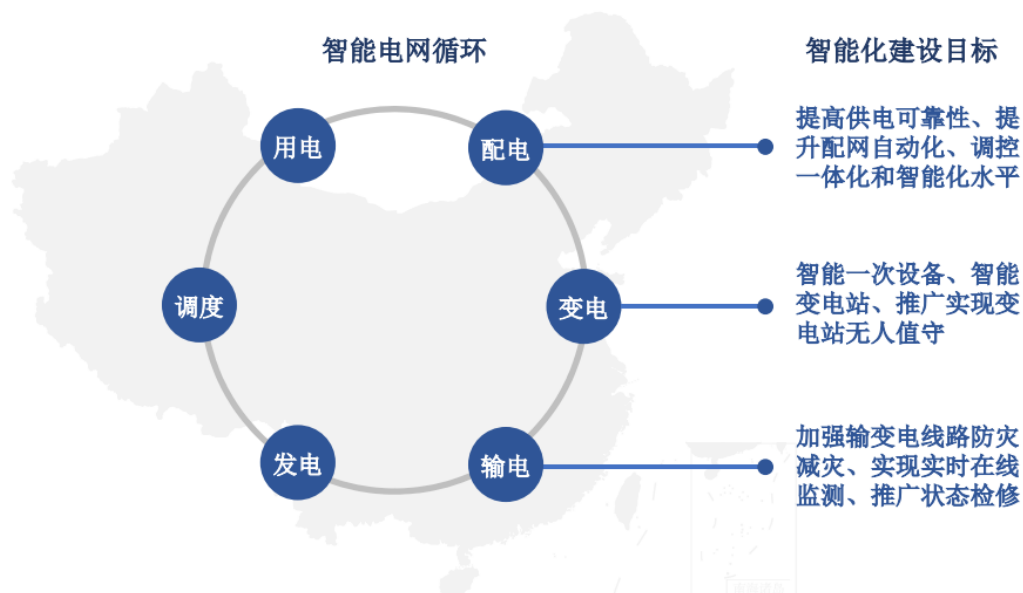 智能电网循环
智能化建设目标
用电
配电
提高供电可靠性、提
升配网自动化、调控
一体化和智能化水平
调度
变电
智能一次设备、智能
变电站、推广实现变
电站无人值守
发电
输电
加强输变电线路防灾
减灾、实现实时在线
监测、推广状态检修